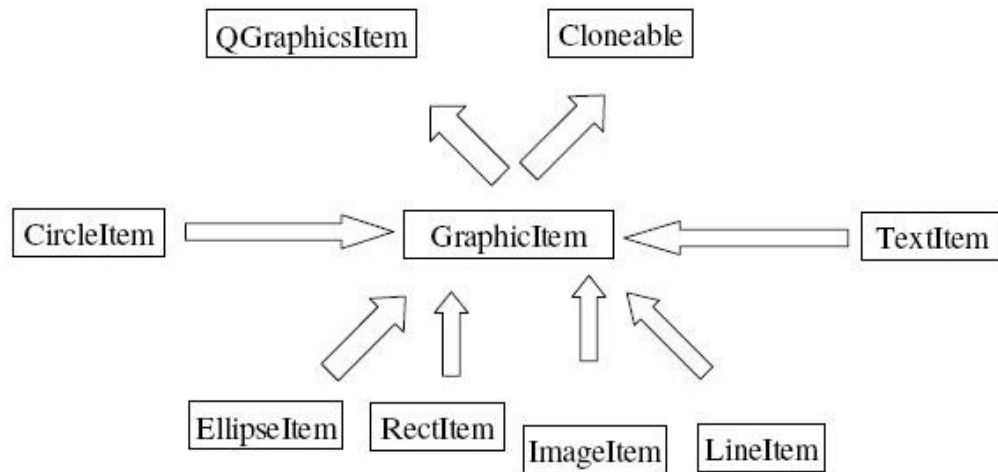 QGraphicsItem
Cloneable
CircleItem
GraphicItem
TextItem
EllipseItem
RectItem
ImageItem
LineItem